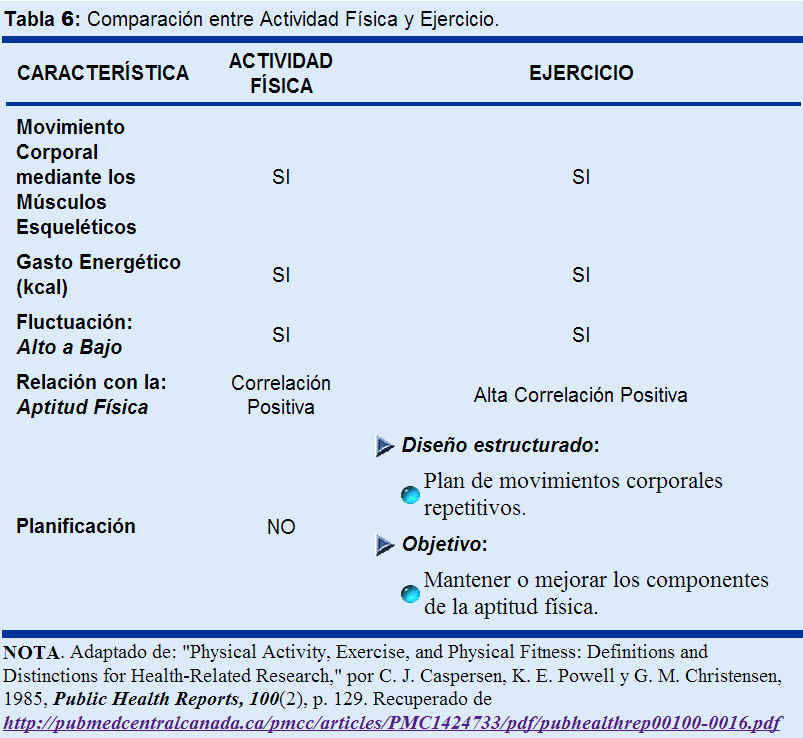 Tabla 6: Comparación entre Actividad Física y Ejercicio.
CARACTERÍSTICA
ACTIVIDAD
FÍSICA
EJERCICIO
Movimiento
Corporal
mediante los
Músculos
Esqueléticos
SI
SI
Gasto Energético
(kcal)
SI
SI
Fluctuación:
Alto a Bajo
SI
SI
Relación con la:
Aptitud Física
Correlación
Positiva
Alta Correlación Positiva
Planificación
NO
Diseño estructurado:
Plan de movimientos corporales
repetitivos.
Objetivo:
Mantener o mejorar los componentes
de la aptitud física.
NOTA. Adaptado de: "Physical Activity, Exercise, and Physical Fitness: Definitions and
Distinctions for Health-Related Research," por C. J. Caspersen, K. E. Powell y G. M. Christensen,
1985, Public Health Reports, 100(2), p. 129. Recuperado de
http://pubmedcentralcanada.ca/pmcc/articles/PMC1424733/pdf/pubhealthrep00100-0016.pdf